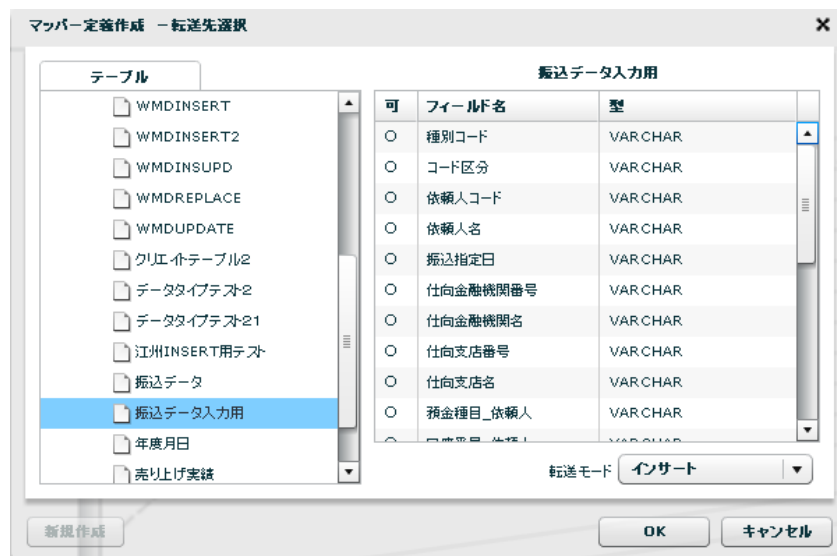 マッパー定義作成 －転送先選択
テーブル
WMDINSERT
WMDINSERT2
WMDINSUPD
WMDREPLACE
WMDUPDATE
クリエイトテーブル2
データタイプテスト2
データタイプテスト21
江州INSERT用テスト
振込データ
振込データ入力用
年度月日
売り上げ実績
振込データ入力用
可 フィールド名 型
○ 種別コード VARCHAR
○ コード区分 VARCHAR
○ 依頼人コード VARCHAR
○ 依頼人名 VARCHAR
○ 振込指定日 VARCHAR
○ 仕向金融機関番号 VARCHAR
○ 仕向金融機関名 VARCHAR
○ 仕向支店番号 VARCHAR
○ 仕向支店名 VARCHAR
○ 預金種目_依頼人 VARCHAR
転送モード インサート
新規作成 OK キャンセル